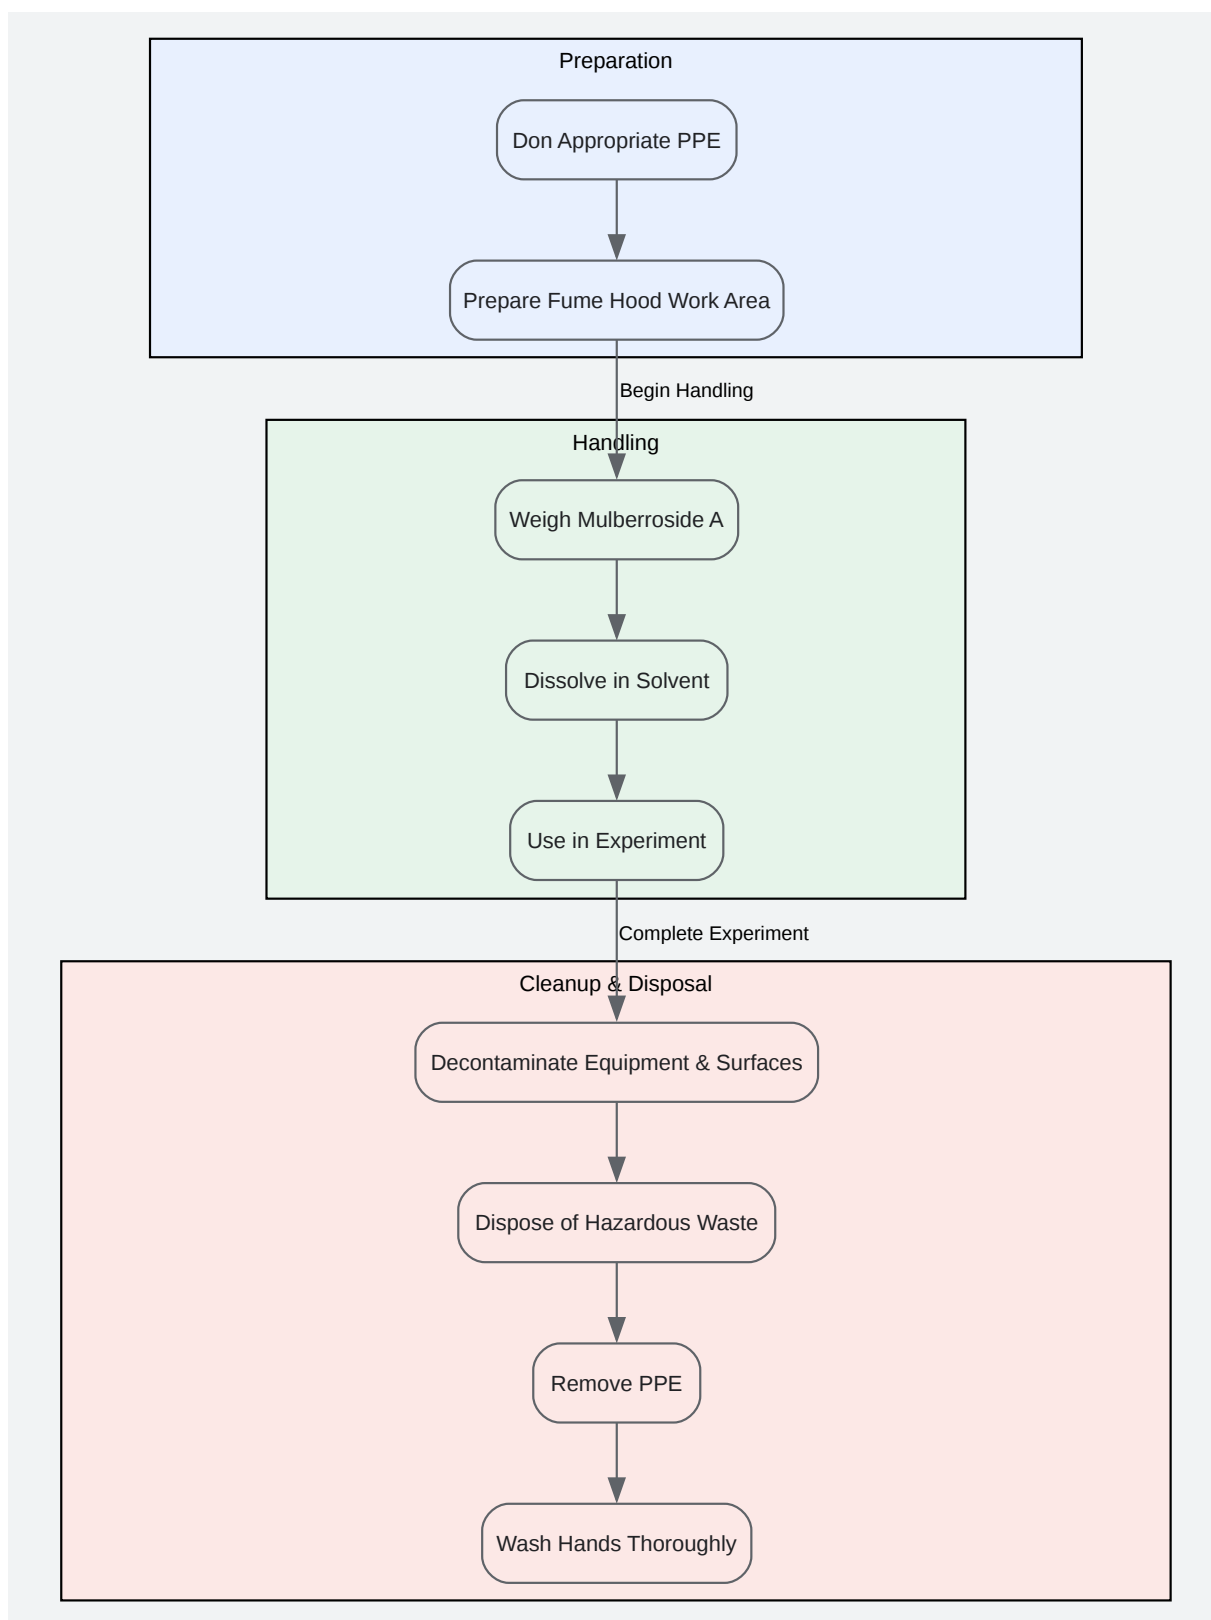 Preparation
Don Appropriate PPE
Prepare Fume Hood Work Area
Begin Handling
Handling
Weigh Mulberroside A
Dissolve in Solvent
Use in Experiment
Complete Experiment
Cleanup & Disposal
Decontaminate Equipment & Surfaces
Dispose of Hazardous Waste
Remove PPE
Wash Hands Thoroughly